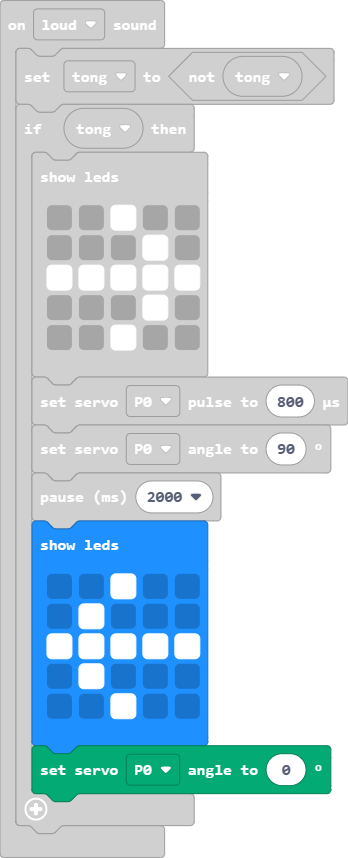 on loud sound
set tong to not tong
if tong then
show leds
set servo P0 pulse to 800 µs
set servo P0 angle to 90 °
pause (ms) 2000
show leds
set servo P0 angle to 0 °